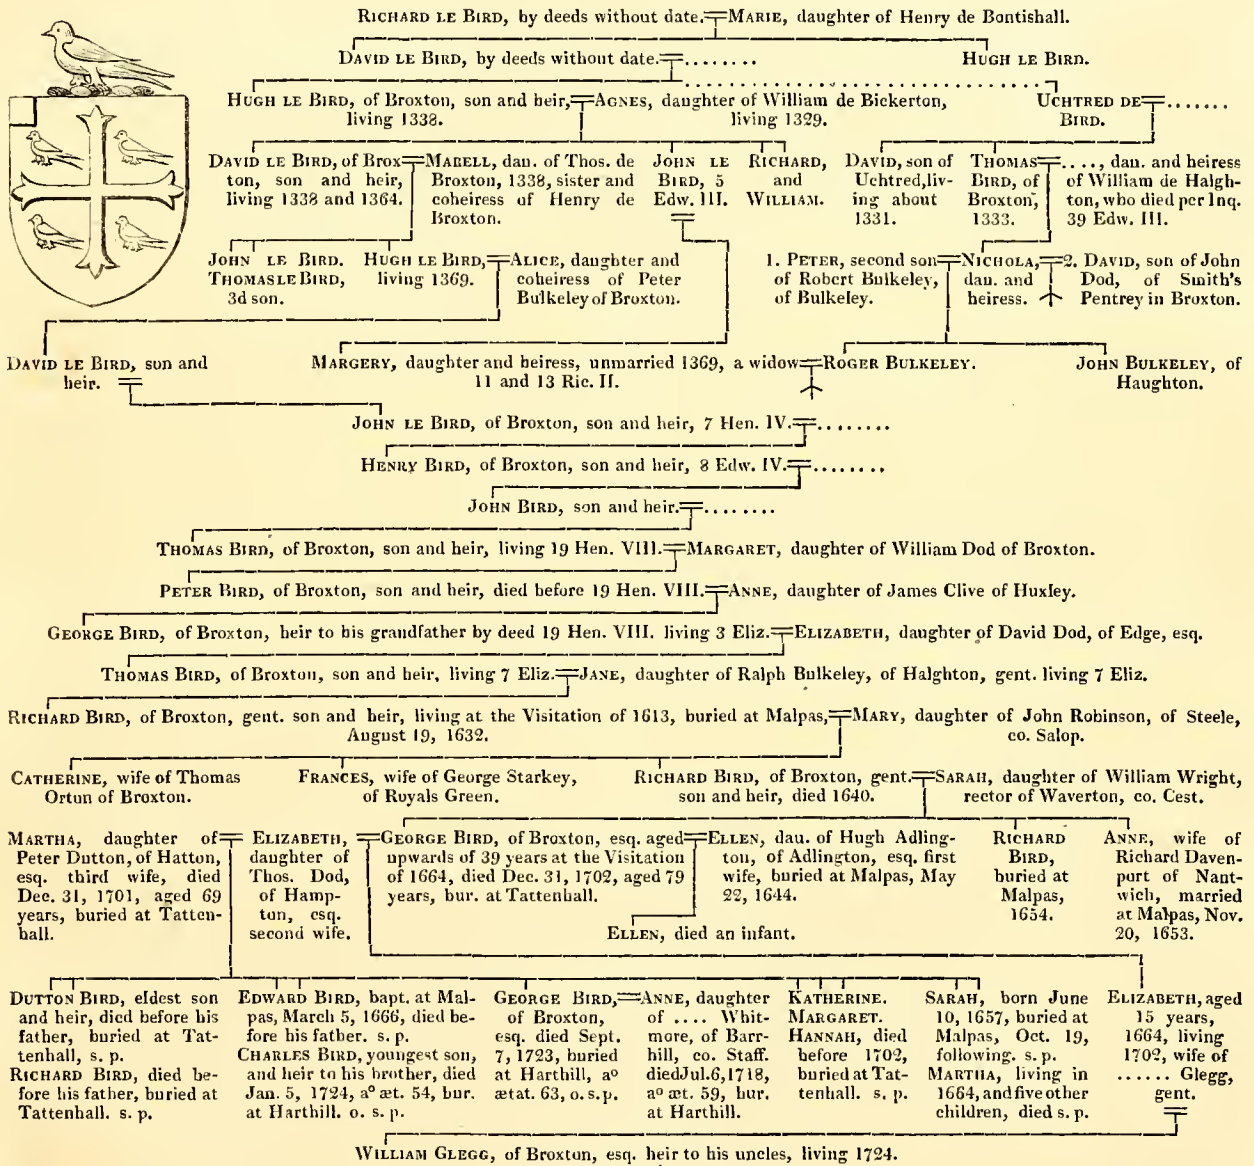 RICHARD LE BIRD, by deeds without date. MARIE, daughter of Henry de Bontishall.
DAVID LE BIRD, by deeds without date. ........
HUGH LE BIRD.
HUGH LE BIRD, of Broxton, son and heir,
living 1338.
AGNES, daughter of William de Bickerton,
living 1329.
UCHTRED DE
BIRD.
.......
DAVID LE BIRD, of Brox
ton, son and heir,
living 1338 and 1364.
MABELL, dau. of Thos. de
Broxton, 1338, sister and
coheiress of Henry de
Broxton.
JOHN LE
BIRD, 5
Edw. III.
RICHARD,
and
WILLIAM.
DAVID, son of
Uchtred, liv-
ing about
1331.
THOMAS
BIRD, of
Broxton,
1333.
...., dau. and heiress
of William de Halgh-
ton, who died per Inq.
39 Edw. III.
JOHN LE BIRD.
THOMAS LE BIRD,
3d son.
HUGH LE BIRD,
living 1369.
ALICE, daughter and
coheiress of Peter
Bulkeley of Broxton.
1. PETER, second son
of Robert Bulkeley,
of Bulkeley.
NICHOLA,
dau. and
heiress.
2. DAVID, son of John
Dod, of Smith's
Pentrey in Broxton.
DAVID LE BIRD, son and
heir.
MARGERY, daughter and heiress, unmarried 1369, a widow
11 and 13 Ric. II.
ROGER BULKELEY.
JOHN BULKELEY, of
Haughton.
JOHN LE BIRD, of Broxton, son and heir, 7 Hen. IV. ........
HENRY BIRD, of Broxton, son and heir, 8 Edw. IV. ........
JOHN BIRD, son and heir. ........
THOMAS BIRD, of Broxton, son and heir, living 19 Hen. VIII. MARGARET, daughter of William Dod of Broxton.
PETER BIRD, of Broxton, son and heir, died before 19 Hen. VIII. ANNE, daughter of James Clive of Huxley.
GEORGE BIRD, of Broxton, heir to his grandfather by deed 19 Hen. VIII. living 3 Eliz. ELIZABETH, daughter of David Dod, of Edge, esq.
THOMAS BIRD, of Broxton, son and heir, living 7 Eliz. JANE, daughter of Ralph Bulkeley, of Halghton, gent. living 7 Eliz.
RICHARD BIRD, of Broxton, gent. son and heir, living at the Visitation of 1613, buried at Malpas,
August 19, 1632.
MARY, daughter of John Robinson, of Steele,
co. Salop.
CATHERINE, wife of Thomas
Orton of Broxton.
FRANCES, wife of George Starkey,
of Royals Green.
RICHARD BIRD, of Broxton, gent.
son and heir, died 1640.
SARAH, daughter of William Wright,
rector of Waverton, co. Cest.
MARTHA, daughter of
Peter Dutton, of Hatton,
esq. third wife, died
Dec. 31, 1701, aged 69
years, buried at Tatten-
hall.
ELIZABETH,
daughter of
Thos. Dod,
of Hamp-
ton, esq.
second wife.
GEORGE BIRD, of Broxton, esq. aged
upwards of 39 years at the Visitation
of 1664, died Dec. 31, 1702, aged 79
years, bur. at Tattenhall.
ELLEN, dau. of Hugh Adling-
ton, of Adlington, esq. first
wife, buried at Malpas, May
22, 1644.
RICHARD
BIRD,
buried at
Malpas,
1654.
ANNE, wife of
Richard Daven-
port of Nant-
wich, married
at Malpas, Nov.
20, 1653.
ELLEN, died an infant.
DUTTON BIRD, eldest son
and heir, died before his
father, buried at Tat-
tenhall, s. p.
RICHARD BIRD, died be-
fore his father, buried at
Tattenhall. s. p.
EDWARD BIRD, bapt. at Mal-
pas, March 5, 1666, died be-
fore his father. s. p.
CHARLES BIRD, youngest son,
and heir to his brother, died
Jan. 5, 1724, aº æt. 54, bur.
at Harthill. o. s. p.
GEORGE BIRD,
of Broxton,
esq. died Sept.
7, 1723, buried
at Harthill, aº
ætat. 63, o.s.p.
ANNE, daughter
of .... Whit-
more, of Barr-
hill, co. Staff.
died Jul. 6, 1718,
aº æt. 59, bur.
at Harthill.
KATHERINE.
MARGARET.
HANNAH, died
before 1702,
buried at Tat-
tenhall. s. p.
SARAH, born June
10, 1657, buried at
Malpas, Oct. 19,
following. s. p.
MARTHA, living in
1664, and five other
children, died s. p.
ELIZABETH, aged
15 years,
1664, living
1702, wife of
...... Glegg,
gent.
WILLIAM GLEGG, of Broxton, esq. heir to his uncles, living 1724.